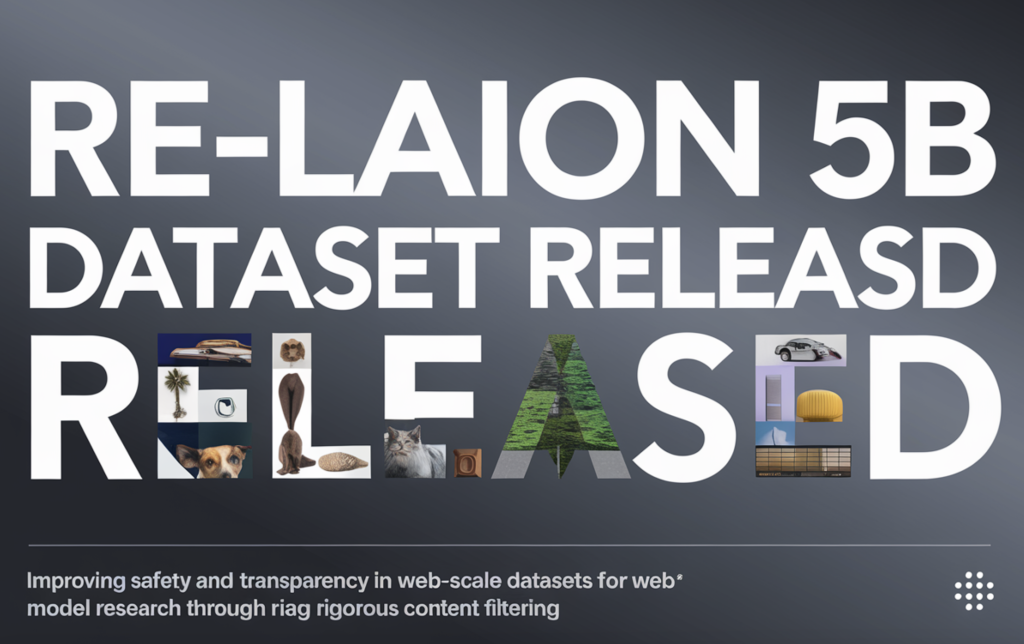 RE-LAION 5B
DATASET RELEASD
RELEASED
Improving safety and transparency in web-scale datasets for web*
model research through riag rigorous content filtering